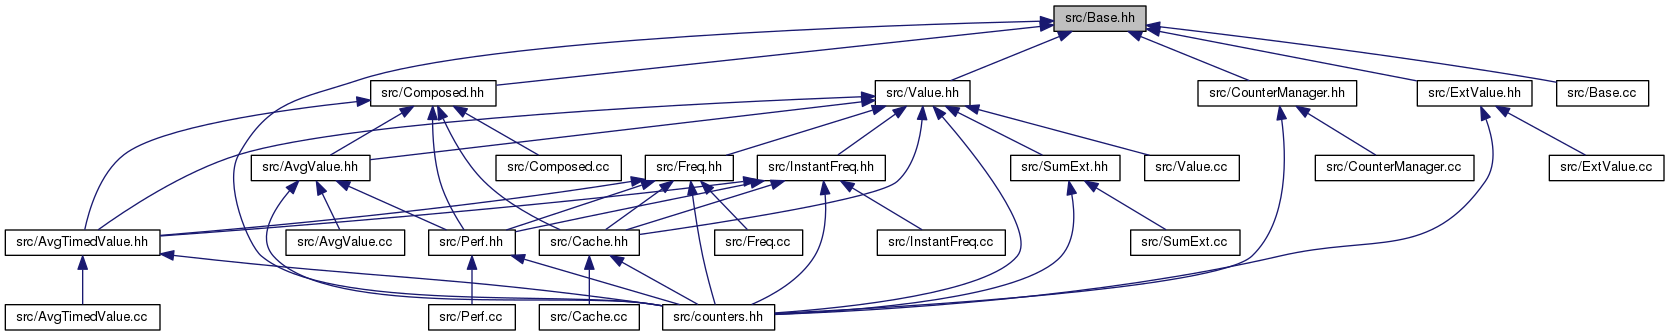 src/Base.hh
src/Composed.hh
src/Value.hh
src/CounterManager.hh
src/ExtValue.hh
src/Base.cc
src/AvgValue.hh
src/Composed.cc
src/Freq.hh
src/InstantFreq.hh
src/SumExt.hh
src/Value.cc
src/CounterManager.cc
src/ExtValue.cc
src/AvgTimedValue.hh
src/AvgValue.cc
src/Perf.hh
src/Cache.hh
src/Freq.cc
src/InstantFreq.cc
src/SumExt.cc
src/AvgTimedValue.cc
src/Perf.cc
src/Cache.cc
src/counters.hh